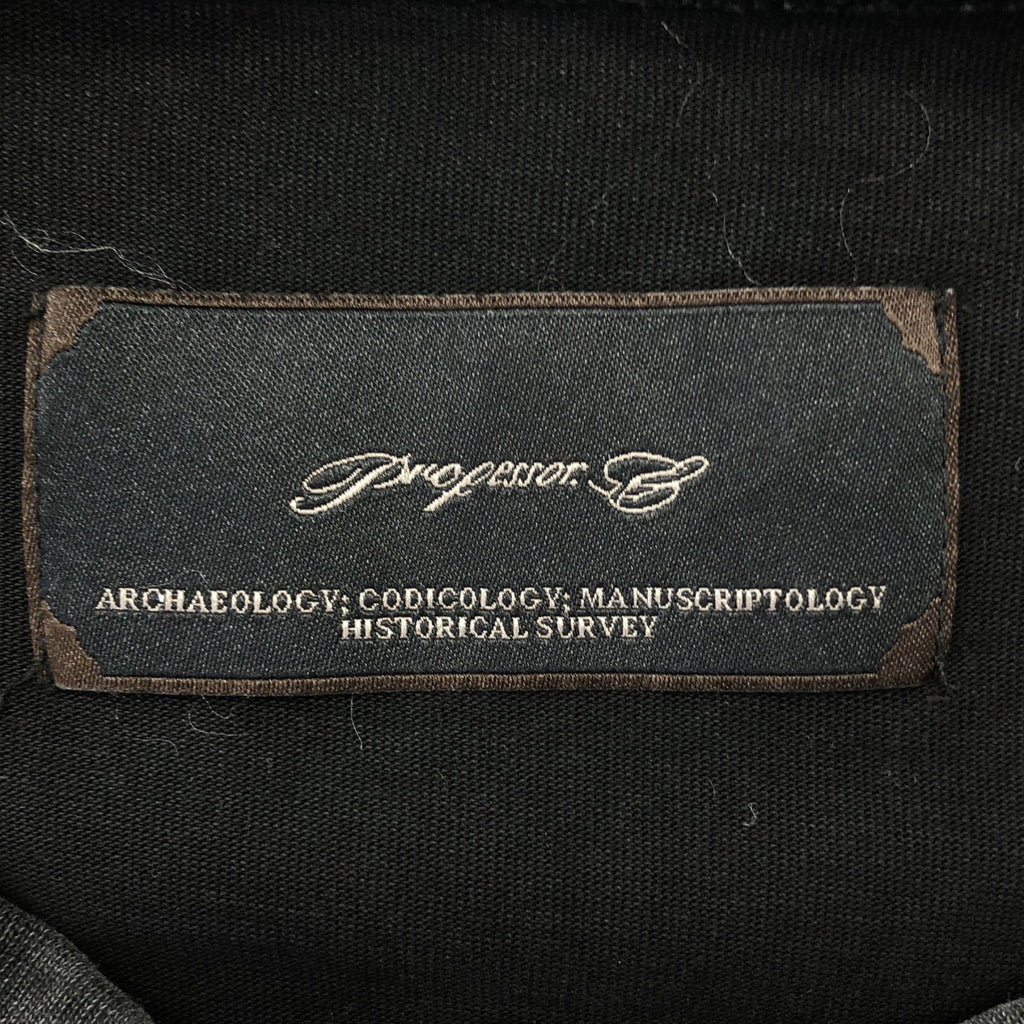 Professor. E
ARCHAEOLOGY; CODICOLOGY; MANUSCRIPTOLOGY
HISTORICAL SURVEY